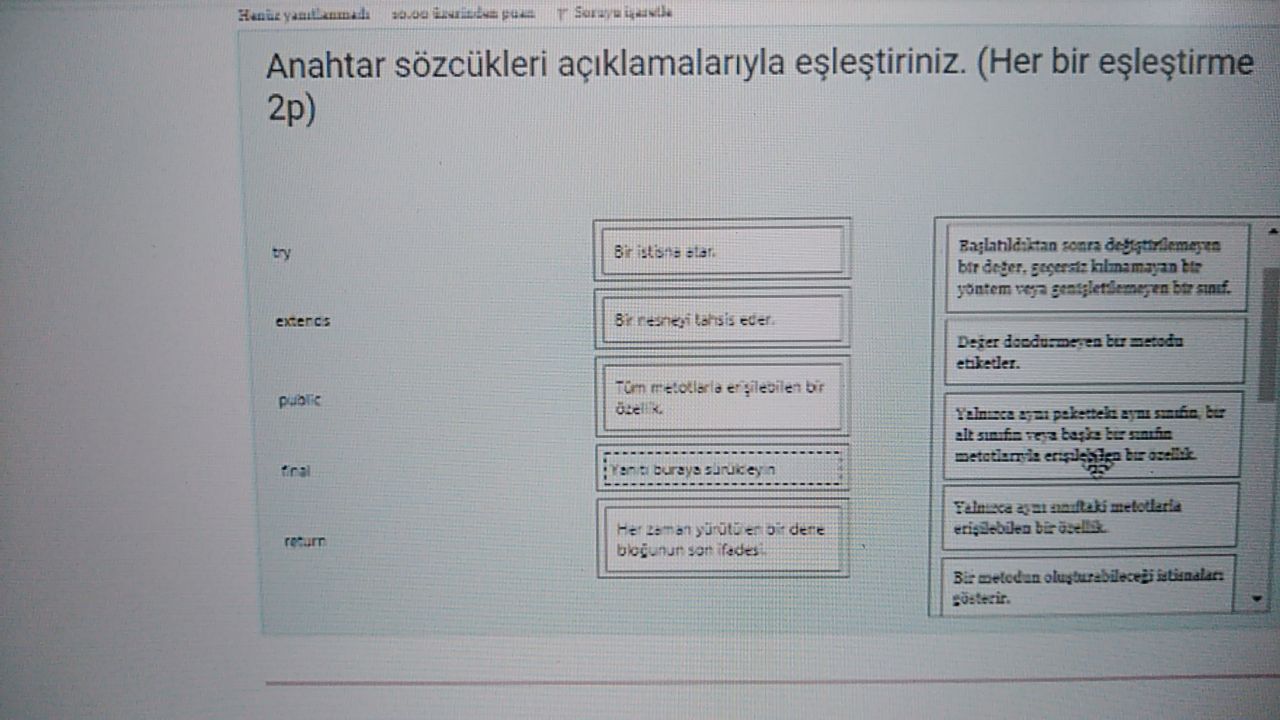 Henüz yanıtlanmadı 10.00 üzerinden puan Soruyu işaretle
Anahtar sözcükleri açıklamalarıyla eşleştiriniz. (Her bir eşleştirme
2p)
try
Bir istisna atar.
extends
Bir nesneyi tahsis eder.
public
Tüm metotlarla erişilebilen bir
özellik.
final
Yanıtı buraya sürükleyin
return
Her zaman yürütülen bir dene
bloğunun son ifadesi.
Başlatıldıktan sonra değiştirilemeyen
bir değer, geçersiz kılınamayan bir
yöntem veya genişletilemeyen bir sınıf.
Değer dondurmeyen bir metodu
etiketler.
Yalnızca aynı paketteki aynı sınıfın, bir
alt sınıfın veya başka bir sınıfın
metotlarıyla erişilebilen bir özellik.
Yalnızca aynı sınıftaki metotlarla
erişilebilen bir özellik.
Bir metodun oluşturabileceği istisnaları
gösterir.